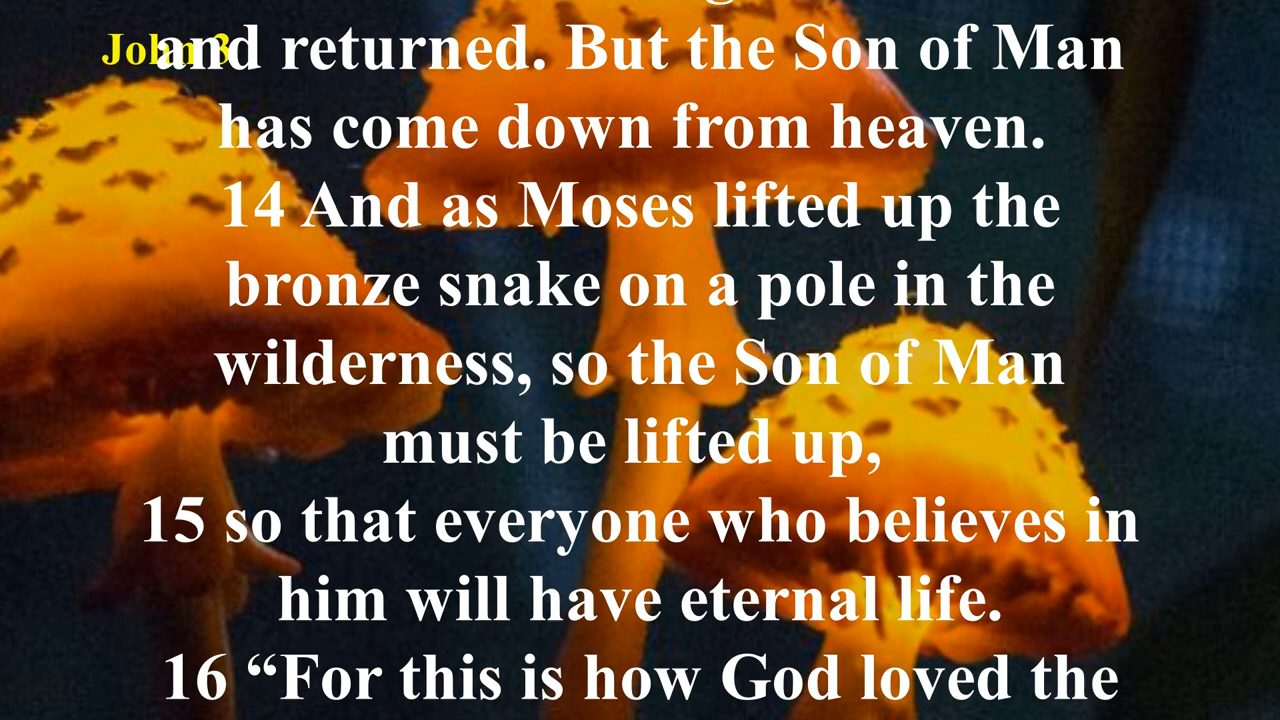 John 3
and returned. But the Son of Man
has come down from heaven.
14 And as Moses lifted up the
bronze snake on a pole in the
wilderness, so the Son of Man
must be lifted up,
15 so that everyone who believes in
him will have eternal life.
16 “For this is how God loved the